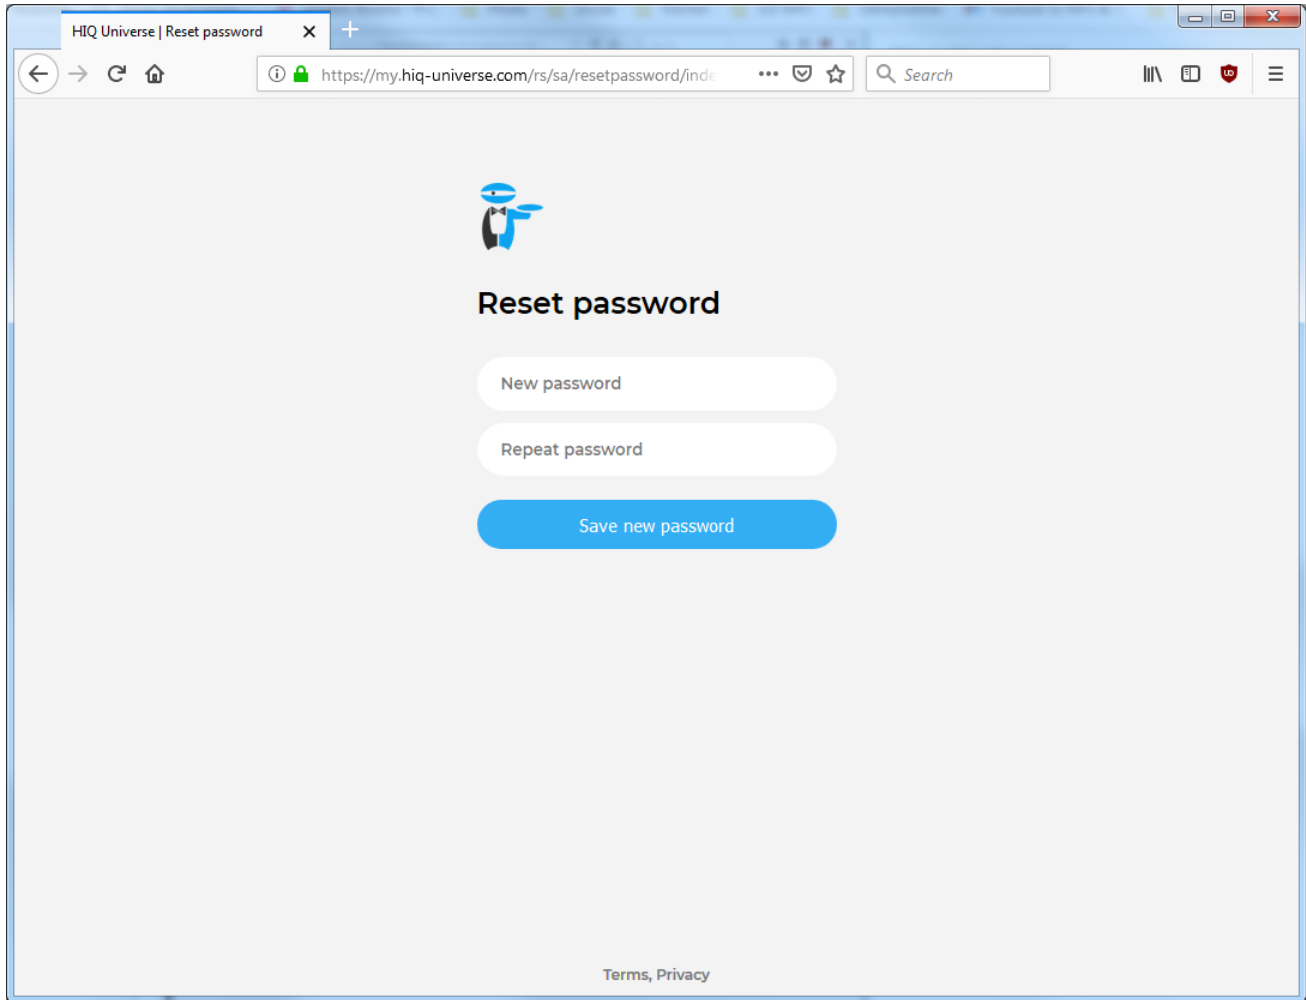 HIQ Universe | Reset password
https://my.hiq-universe.com/rs/sa/resetpassword/inde
Search
Reset password
New password
Repeat password
Save new password
Terms, Privacy